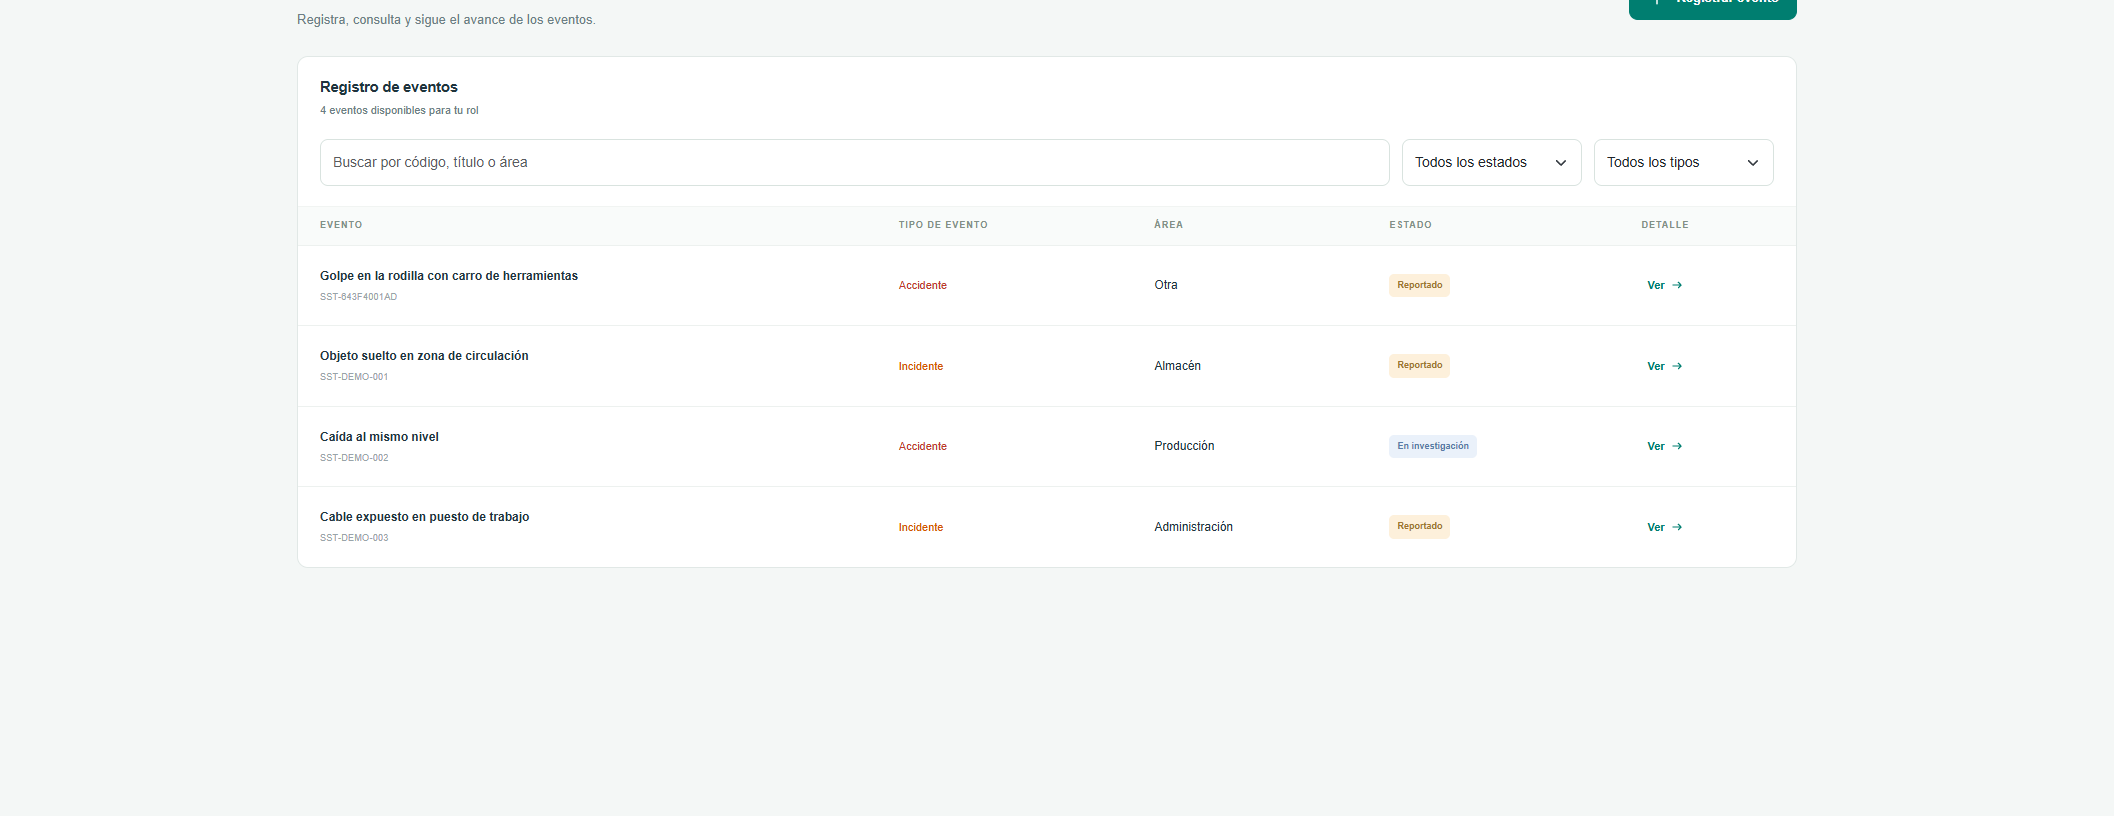 Registra, consulta y sigue el avance de los eventos.
Registrar evento
Registro de eventos
4 eventos disponibles para tu rol
Buscar por código, título o área
Todos los estados
Todos los tipos
EVENTO TIPO DE EVENTO ÁREA ESTADO DETALLE
Golpe en la rodilla con carro de herramientas
SST-643F4001AD
Accidente Otra Reportado Ver →
Objeto suelto en zona de circulación
SST-DEMO-001
Incidente Almacén Reportado Ver →
Caída al mismo nivel
SST-DEMO-002
Accidente Producción En investigación Ver →
Cable expuesto en puesto de trabajo
SST-DEMO-003
Incidente Administración Reportado Ver →